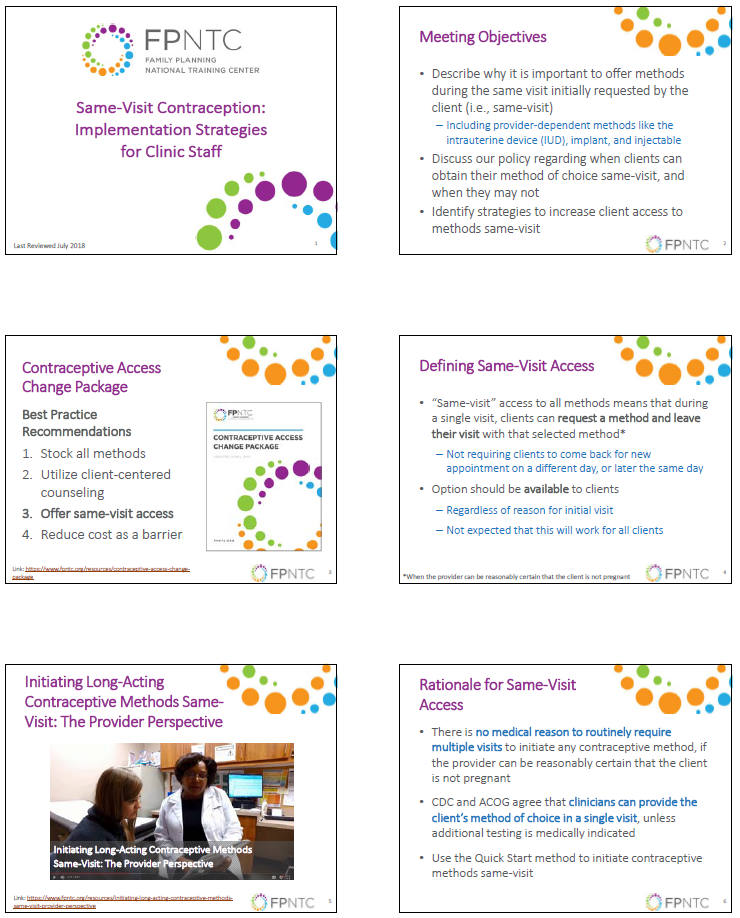 FPNTC
FAMILY PLANNING
NATIONAL TRAINING CENTER
Same-Visit Contraception:
Implementation Strategies
for Clinic Staff
Last Reviewed July 2018
1
Meeting Objectives
• Describe why it is important to offer methods
during the same visit initially requested by the
client (i.e., same-visit)
– Including provider-dependent methods like the
intrauterine device (IUD), implant, and injectable
• Discuss our policy regarding when clients can
obtain their method of choice same-visit, and
when they may not
• Identify strategies to increase client access to
methods same-visit
FPNTC
2
Contraceptive Access
Change Package
Best Practice
Recommendations
1. Stock all methods
2. Utilize client-centered
counseling
3. Offer same-visit access
4. Reduce cost as a barrier
FPNTC
CONTRACEPTIVE ACCESS
CHANGE PACKAGE
Link: https://www.fpntc.org/resources/contraceptive-access-change-
package
FPNTC
3
Defining Same-Visit Access
• “Same-visit” access to all methods means that during
a single visit, clients can request a method and leave
their visit with that selected method*
– Not requiring clients to come back for new
appointment on a different day, or later the same day
• Option should be available to clients
– Regardless of reason for initial visit
– Not expected that this will work for all clients
*When the provider can be reasonably certain that the client is not pregnant
FPNTC
4
Initiating Long-Acting
Contraceptive Methods Same-
Visit: The Provider Perspective
Initiating Long-Acting Contraceptive Methods
Same-Visit: The Provider Perspective
Link: https://www.fpntc.org/resources/initiating-long-acting-contraceptive-methods-
same-visit-provider-perspective
FPNTC
5
Rationale for Same-Visit
Access
• There is no medical reason to routinely require
multiple visits to initiate any contraceptive method, if
the provider can be reasonably certain that the client
is not pregnant
• CDC and ACOG agree that clinicians can provide the
client’s method of choice in a single visit, unless
additional testing is medically indicated
• Use the Quick Start method to initiate contraceptive
methods same-visit
FPNTC
6